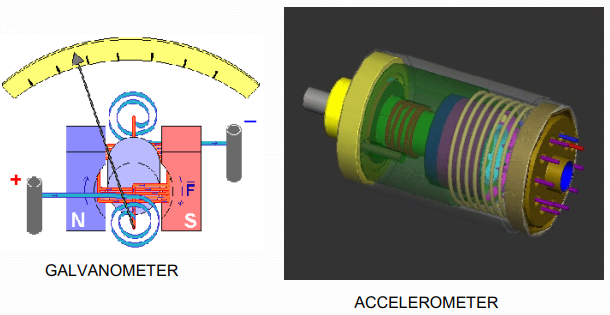 –
+
F
N
S
GALVANOMETER
ACCELEROMETER